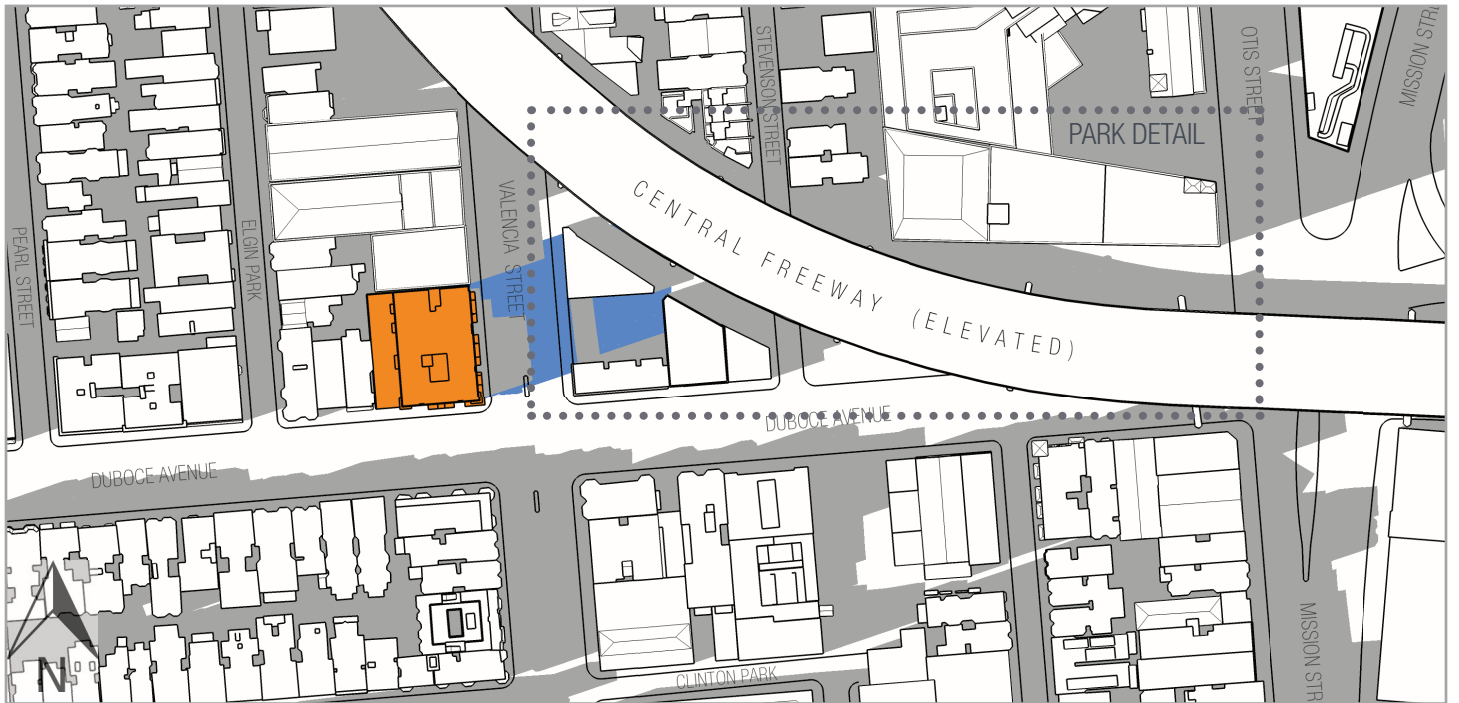 STEVENSON STREET
OTIS STREET
MISSION STR
PARK DETAIL
VALENCIA STREET
CENTRAL FREEWAY (ELEVATED)
PEARL STREET
ELGIN PARK
DUBOCE AVENUE
DUBOCE AVENUE
CLINTON PARK
MISSION STR
N